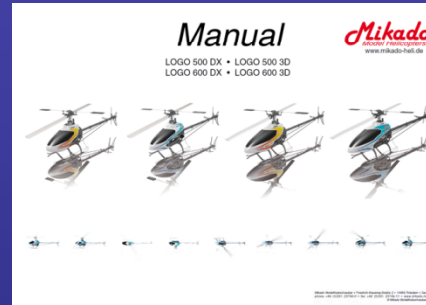 Manual
Mikado
Model Helicopters
www.mikado-heli.de
LOGO 500 DX • LOGO 500 3D
LOGO 600 DX • LOGO 600 3D